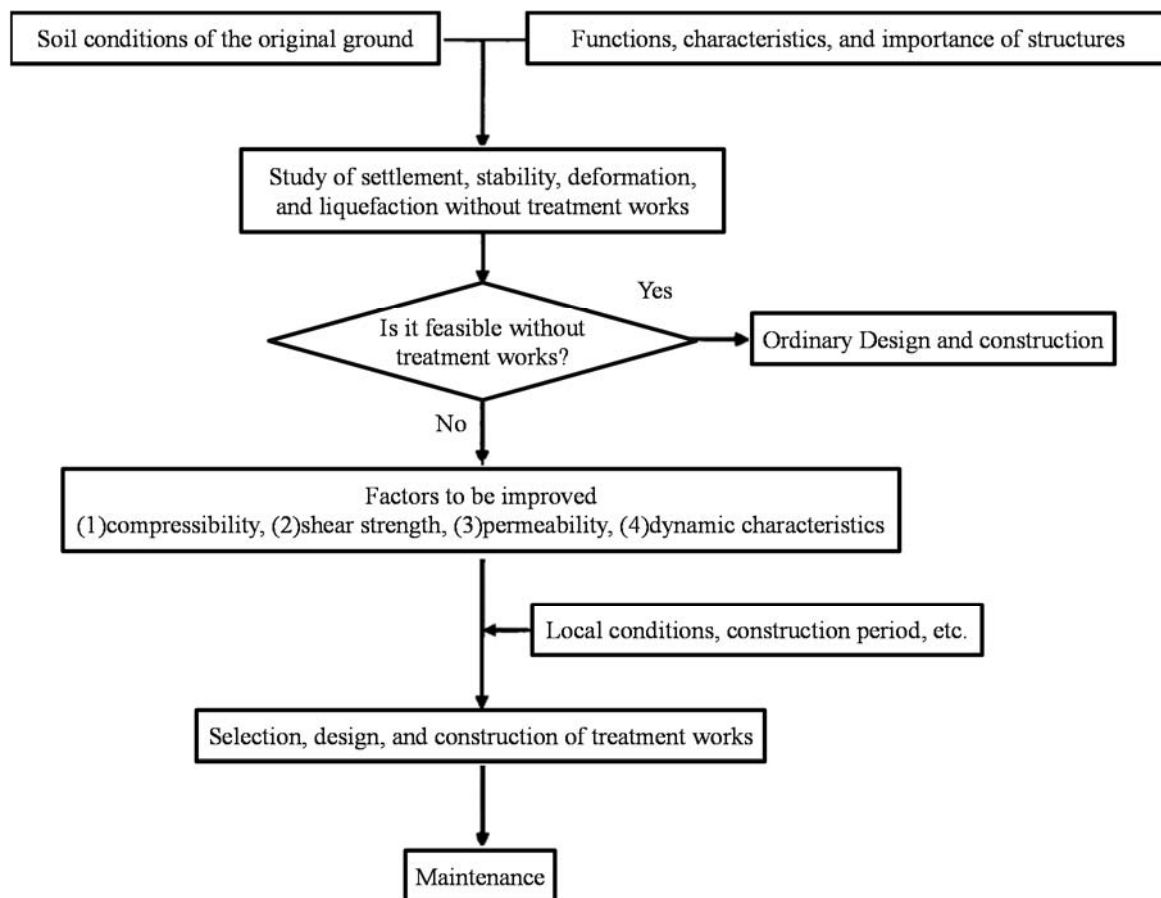 Soil conditions of the original ground
Functions, characteristics, and importance of structures
Study of settlement, stability, deformation,
and liquefaction without treatment works
Yes
Is it feasible without
treatment works?
Ordinary Design and construction
No
Factors to be improved
(1)compressibility, (2)shear strength, (3)permeability, (4)dynamic characteristics
Local conditions, construction period, etc.
Selection, design, and construction of treatment works
Maintenance